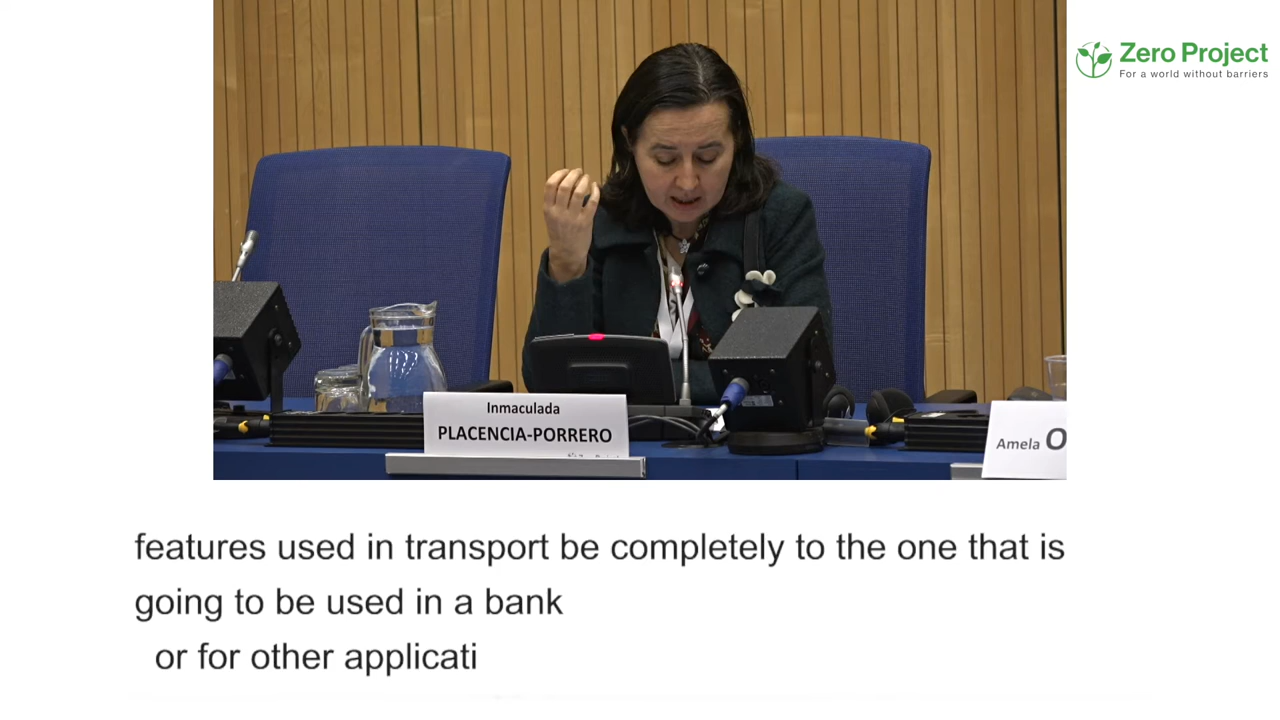 Zero Project
For a world without barriers
Inmaculada
PLACENCIA-PORRERO
Amela O
features used in transport be completely to the one that is
going to be used in a bank
or for other applicati